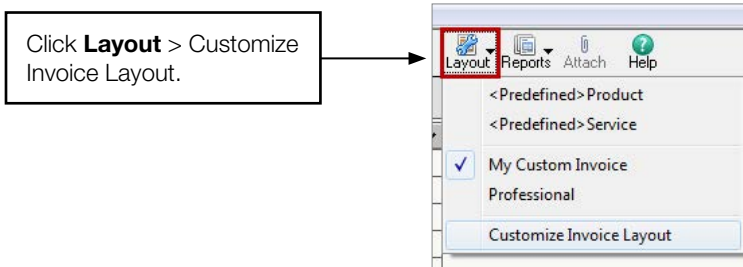 Click Layout > Customize
Invoice Layout.
Layout Reports Attach Help
<Predefined>Product
<Predefined>Service
My Custom Invoice
Professional
Customize Invoice Layout